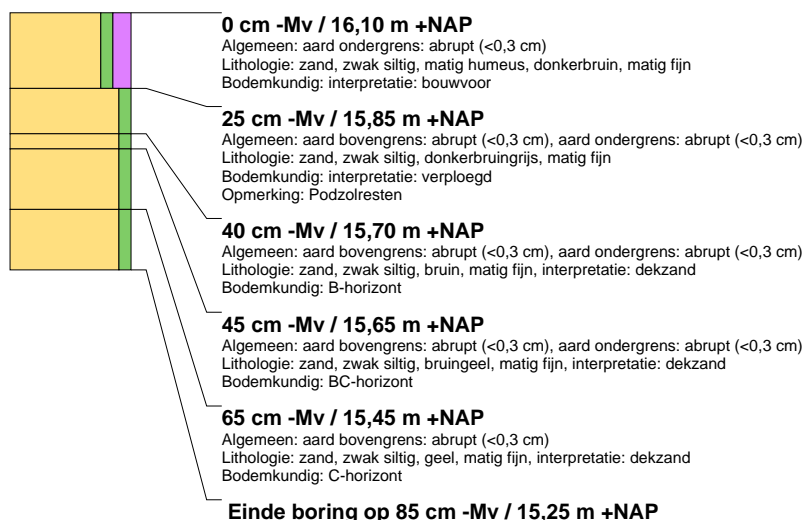 0 cm -Mv / 16,10 m +NAP
Algemeen: aard ondergrens: abrupt (<0,3 cm)
Lithologie: zand, zwak siltig, matig humeus, donkerbruin, matig fijn
Bodemkundig: interpretatie: bouwvoor
25 cm -Mv / 15,85 m +NAP
Algemeen: aard bovengrens: abrupt (<0,3 cm), aard ondergrens: abrupt (<0,3 cm)
Lithologie: zand, zwak siltig, donkerbruingrijs, matig fijn
Bodemkundig: interpretatie: verploegd
Opmerking: Podzolresten
40 cm -Mv / 15,70 m +NAP
Algemeen: aard bovengrens: abrupt (<0,3 cm), aard ondergrens: abrupt (<0,3 cm)
Lithologie: zand, zwak siltig, bruin, matig fijn, interpretatie: dekzand
Bodemkundig: B-horizont
45 cm -Mv / 15,65 m +NAP
Algemeen: aard bovengrens: abrupt (<0,3 cm), aard ondergrens: abrupt (<0,3 cm)
Lithologie: zand, zwak siltig, bruingeel, matig fijn, interpretatie: dekzand
Bodemkundig: BC-horizont
65 cm -Mv / 15,45 m +NAP
Algemeen: aard bovengrens: abrupt (<0,3 cm)
Lithologie: zand, zwak siltig, geel, matig fijn, interpretatie: dekzand
Bodemkundig: C-horizont
Einde boring op 85 cm -Mv / 15,25 m +NAP